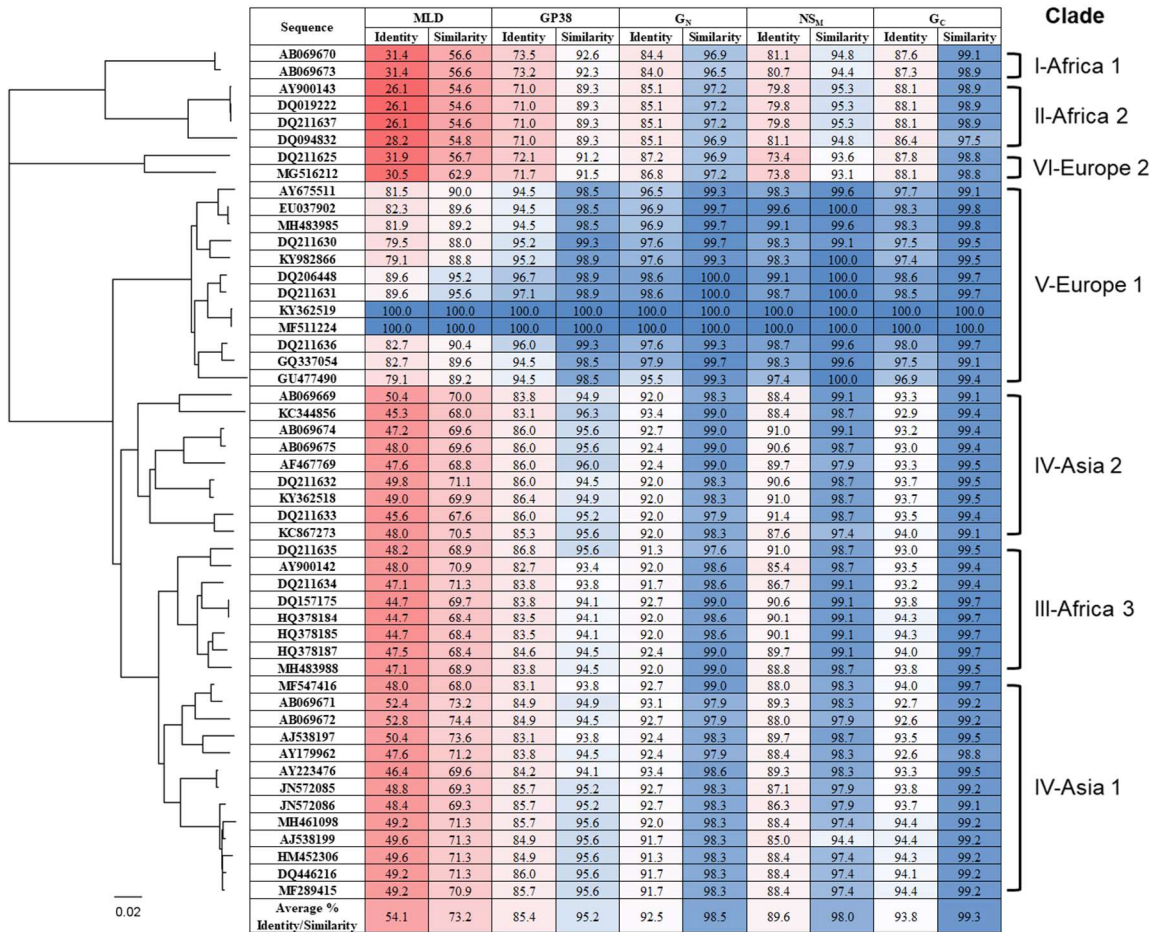 Sequence MLD GP38 G_N NS_M G_C Clade
Identity Similarity Identity Similarity Identity Similarity Identity Similarity Identity Similarity
AB069670 31.4 56.6 73.5 92.6 84.4 96.9 81.1 94.8 87.6 99.1
AB069673 31.4 56.6 73.2 92.3 84.0 96.5 80.7 94.4 87.3 98.9
I-Africa 1
AY900143 26.1 54.6 71.0 89.3 85.1 97.2 79.8 95.3 88.1 98.9
DQ019222 26.1 54.6 71.0 89.3 85.1 97.2 79.8 95.3 88.1 98.9
DQ211637 26.1 54.6 71.0 89.3 85.1 97.2 79.8 95.3 88.1 98.9
DQ094832 28.2 54.8 71.0 89.3 85.1 96.9 81.1 94.8 86.4 97.5
II-Africa 2
DQ211625 31.9 56.7 72.1 91.2 87.2 96.9 73.4 93.6 87.8 98.8
MG516212 30.5 62.9 71.7 91.5 86.8 97.2 73.8 93.1 88.1 98.8
VI-Europe 2
AY675511 81.5 90.0 94.5 98.5 96.5 99.3 98.3 99.6 97.7 99.1
EU037902 82.3 89.6 94.5 98.5 96.9 99.7 99.6 100.0 98.3 99.8
MH483985 81.9 89.2 94.5 98.5 96.9 99.7 99.1 99.6 98.3 99.8
DQ211630 79.5 88.0 95.2 99.3 97.6 99.7 98.3 99.1 97.5 99.5
KY982866 79.1 88.8 95.2 98.9 97.6 99.3 98.3 100.0 97.4 99.5
DQ206448 89.6 95.2 96.7 98.9 98.6 100.0 99.1 100.0 98.6 99.7
DQ211631 89.6 95.6 97.1 98.9 98.6 100.0 98.7 100.0 98.5 99.7
KY362519 100.0 100.0 100.0 100.0 100.0 100.0 100.0 100.0 100.0 100.0
MF511224 100.0 100.0 100.0 100.0 100.0 100.0 100.0 100.0 100.0 100.0
DQ211636 82.7 90.4 96.0 99.3 97.6 99.3 98.7 99.6 98.0 99.7
GQ337054 82.7 89.6 94.5 98.5 97.9 99.7 98.3 99.6 97.5 99.1
GU477490 79.1 89.2 94.5 98.5 95.5 99.3 97.4 100.0 96.9 99.4
V-Europe 1
AB069669 50.4 70.0 83.8 94.9 92.0 98.3 88.4 99.1 93.3 99.1
KC344856 45.3 68.0 83.1 96.3 93.4 99.0 88.4 98.7 92.9 99.4
AB069674 47.2 69.6 86.0 95.6 92.7 99.0 91.0 99.1 93.2 99.4
AB069675 48.0 69.6 86.0 95.6 92.4 99.0 90.6 98.7 93.0 99.4
AF467769 47.6 68.8 86.0 96.0 92.4 99.0 89.7 97.9 93.3 99.5
DQ211632 49.8 71.1 86.0 94.5 92.0 98.3 90.6 98.7 93.7 99.5
KY362518 49.0 69.9 86.4 94.9 92.0 98.3 91.0 98.7 93.7 99.5
DQ211633 45.6 67.6 86.0 95.2 92.0 97.9 91.4 98.7 93.5 99.4
KC867273 48.0 70.5 85.3 95.6 92.0 98.3 87.6 97.4 94.0 99.1
IV-Asia 2
DQ211635 48.2 68.9 86.8 95.6 91.3 97.6 91.0 98.7 93.0 99.5
AY900142 48.0 70.9 82.7 93.4 92.0 98.6 85.4 98.7 93.5 99.4
DQ211634 47.1 71.3 83.8 93.8 91.7 98.6 86.7 99.1 93.2 99.4
DQ157175 44.7 69.7 83.8 94.1 92.7 99.0 90.6 99.1 93.8 99.7
HQ378184 44.7 68.4 83.5 94.1 92.0 98.6 90.1 99.1 94.3 99.7
HQ378185 44.7 68.4 83.5 94.1 92.0 98.6 90.1 99.1 94.3 99.7
HQ378187 47.5 68.4 84.6 94.5 92.4 99.0 89.7 99.1 94.0 99.7
MH483988 47.1 68.9 83.8 94.5 92.0 99.0 88.8 98.7 93.8 99.5
III-Africa 3
MF547416 48.0 68.0 83.1 93.8 92.7 99.0 88.0 98.3 94.0 99.7
AB069671 52.4 73.2 84.9 94.9 93.1 97.9 89.3 98.3 92.7 99.2
AB069672 52.8 74.4 84.9 94.5 92.7 97.9 88.0 97.9 92.6 99.2
AJ538197 50.4 73.6 83.1 93.8 92.4 98.3 89.7 98.7 93.5 99.5
AY179962 47.6 71.2 83.8 94.5 92.4 97.9 88.4 98.3 92.6 98.8
AY223476 46.4 69.6 84.2 94.1 93.4 98.6 89.3 98.3 93.3 99.5
JN572085 48.8 69.3 85.7 95.2 92.7 98.3 87.1 97.9 93.8 99.2
JN572086 48.4 69.3 85.7 95.2 92.7 98.3 86.3 97.9 93.7 99.1
MH461098 49.2 71.3 85.7 95.6 92.0 98.3 88.4 97.4 94.4 99.2
AJ538199 49.6 71.3 84.9 95.6 91.7 98.3 85.0 94.4 94.4 99.2
HM452306 49.6 71.3 84.9 95.6 91.3 98.3 88.4 97.4 94.3 99.2
DQ446216 49.2 71.3 86.0 95.6 91.7 98.3 88.4 97.4 94.1 99.2
MF289415 49.2 70.9 85.7 95.6 91.7 98.3 88.4 97.4 94.4 99.2
IV-Asia 1
Average %
Identity/Similarity 54.1 73.2 85.4 95.2 92.5 98.5 89.6 98.0 93.8 99.3
0.02